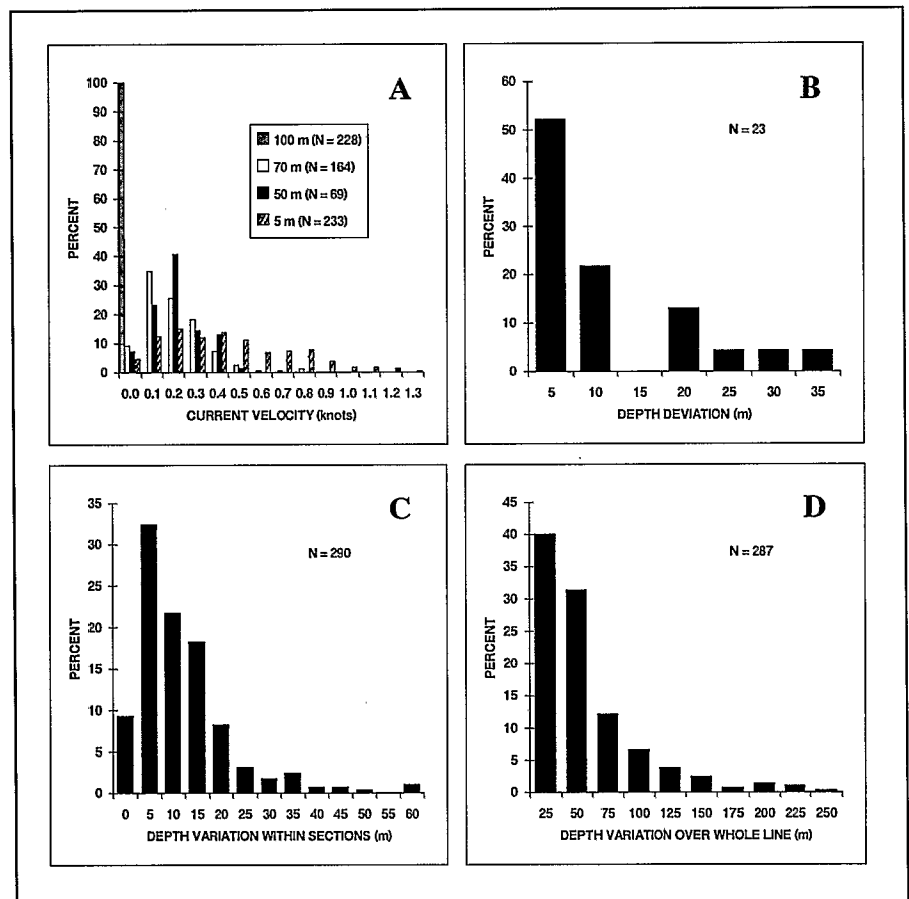 A
PERCENT
100
90
80
70
60
50
40
30
20
10
0
100 m (N = 228)
70 m (N = 164)
50 m (N = 69)
5 m (N = 233)
0.0 0.1 0.2 0.3 0.4 0.5 0.6 0.7 0.8 0.9 1.0 1.1 1.2 1.3
CURRENT VELOCITY (knots)
B
PERCENT
60
50
40
30
20
10
0
N = 23
5 10 15 20 25 30 35
DEPTH DEVIATION (m)
C
PERCENT
35
30
25
20
15
10
5
0
N = 290
0 5 10 15 20 25 30 35 40 45 50 55 60
DEPTH VARIATION WITHIN SECTIONS (m)
D
PERCENT
45
40
35
30
25
20
15
10
5
0
N = 287
25 50 75 100 125 150 175 200 225 250
DEPTH VARIATION OVER WHOLE LINE (m)